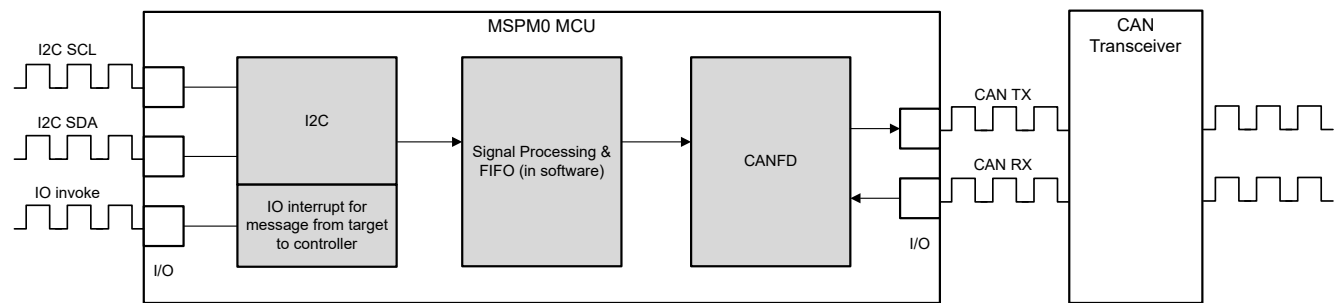 MSPM0 MCU
CAN
Transceiver
I2C SCL
I2C SDA
IO invoke
I/O
I2C
IO interrupt for
message from target
to controller
Signal Processing &
FIFO (in software)
CANFD
CAN TX
CAN RX
I/O